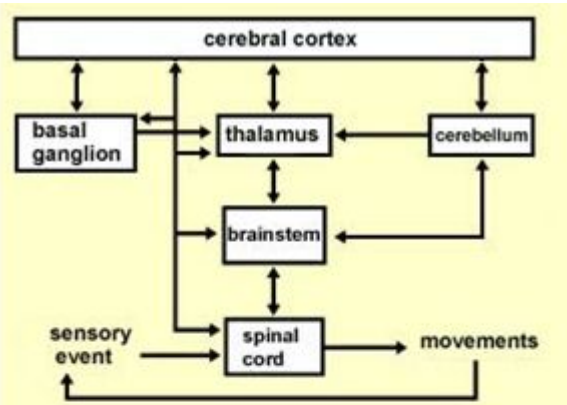 cerebral cortex
basal
ganglion
thalamus
cerebellum
brainstem
sensory
event
spinal
cord
movements